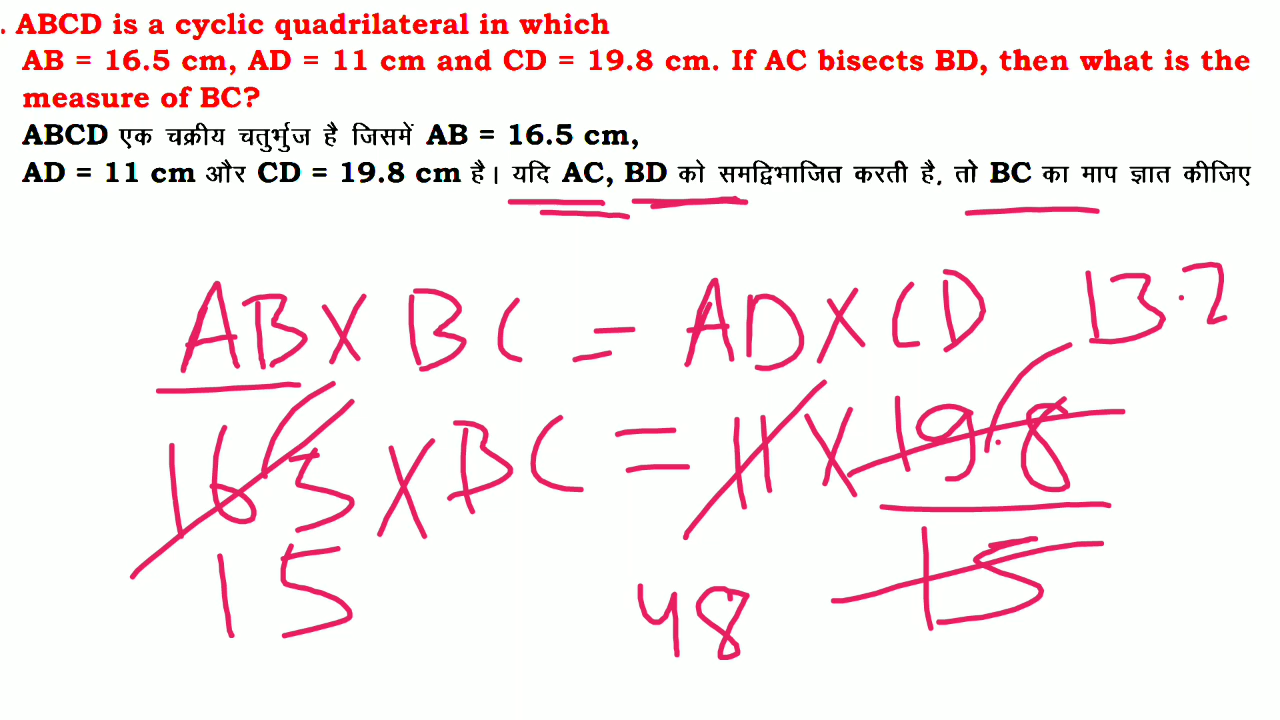 . ABCD is a cyclic quadrilateral in which
AB = 16.5 cm, AD = 11 cm and CD = 19.8 cm. If AC bisects BD, then what is the
measure of BC?
ABCD एक चक्रीय चतुर्भुज है जिसमें AB = 16.5 cm,
AD = 11 cm और CD = 19.8 cm है। यदि AC, BD को समद्विभाजित करती है, तो BC का माप ज्ञात कीजिए
AB X BC = AD X CD 13.2
16.5 X BC = 11 X 19.8
15 15
48